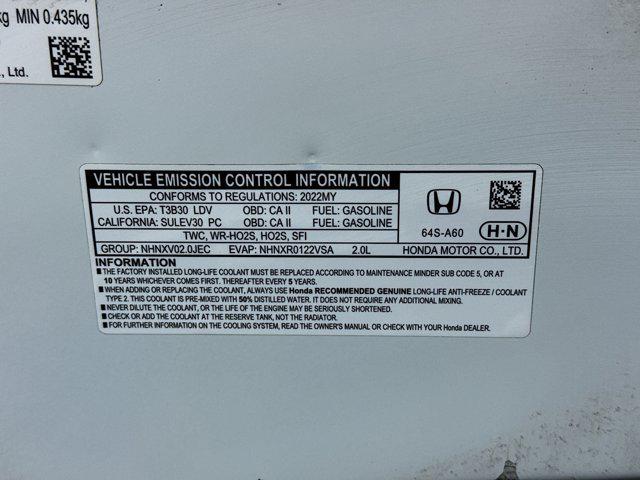 kg MIN 0.435kg
., Ltd.
VEHICLE EMISSION CONTROL INFORMATION
CONFORMS TO REGULATIONS: 2022MY
U.S. EPA: T3B30 LDV OBD: CA II FUEL: GASOLINE
CALIFORNIA: SULEV30 PC OBD: CA II FUEL: GASOLINE
TWC, WR-HO2S, HO2S, SFI
64S-A60
H·N
GROUP: NHNXV02.0JEC EVAP: NHNXR0122VSA 2.0L
HONDA MOTOR CO., LTD.
INFORMATION
■ THE FACTORY INSTALLED LONG-LIFE COOLANT MUST BE REPLACED ACCORDING TO MAINTENANCE MINDER SUB CODE 5, OR AT
10 YEARS WHICHEVER COMES FIRST. THEREAFTER EVERY 5 YEARS.
■ WHEN ADDING OR REPLACING THE COOLANT, ALWAYS USE Honda RECOMMENDED GENUINE LONG-LIFE ANTI-FREEZE / COOLANT
TYPE 2. THIS COOLANT IS PRE-MIXED WITH 50% DISTILLED WATER. IT DOES NOT REQUIRE ANY ADDITIONAL MIXING.
■ NEVER DILUTE THE COOLANT, OR THE LIFE OF THE ENGINE MAY BE SERIOUSLY SHORTENED.
■ CHECK OR ADD COOLANT AT THE RESERVE TANK, NOT THE RADIATOR.
■ FOR FURTHER INFORMATION ON THE COOLING SYSTEM, READ THE OWNER'S MANUAL OR CHECK WITH YOUR Honda DEALER.